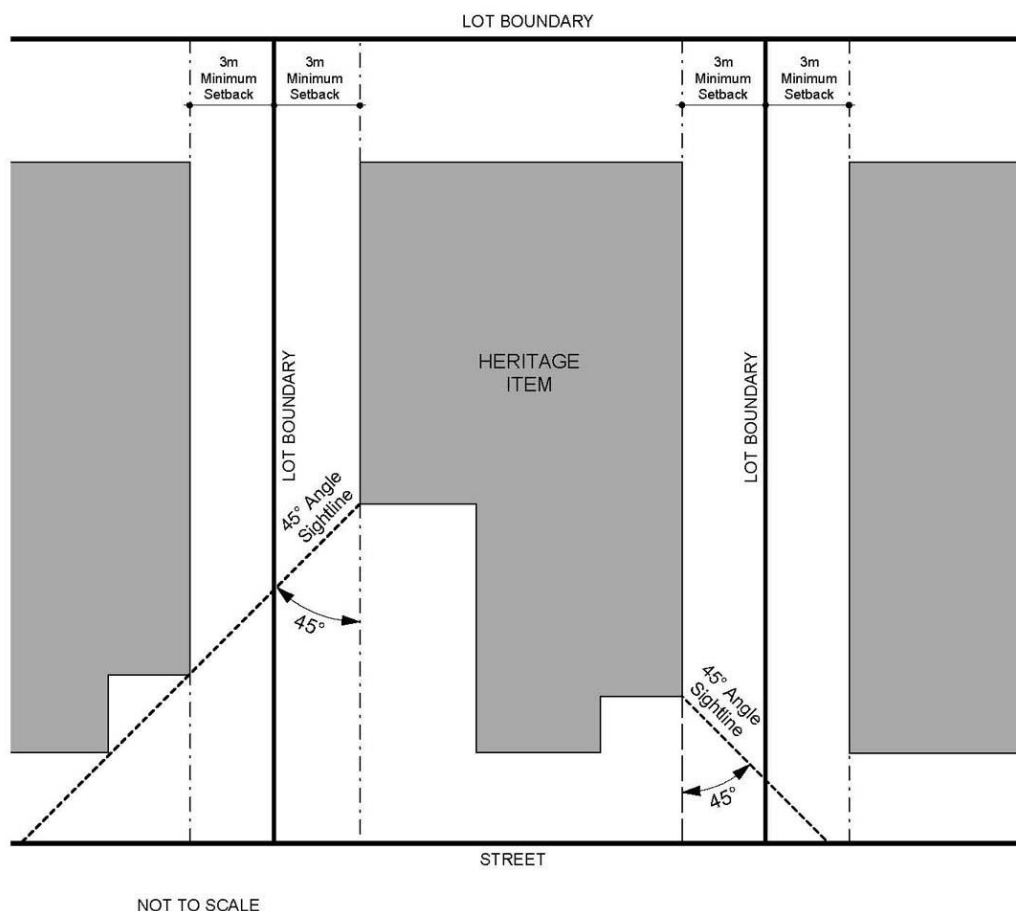 LOT BOUNDARY
3m
Minimum
Setback
3m
Minimum
Setback
3m
Minimum
Setback
3m
Minimum
Setback
HERITAGE
ITEM
LOT BOUNDARY
LOT BOUNDARY
45° Angle
Sightline
45°
45° Angle
Sightline
45°
STREET
NOT TO SCALE